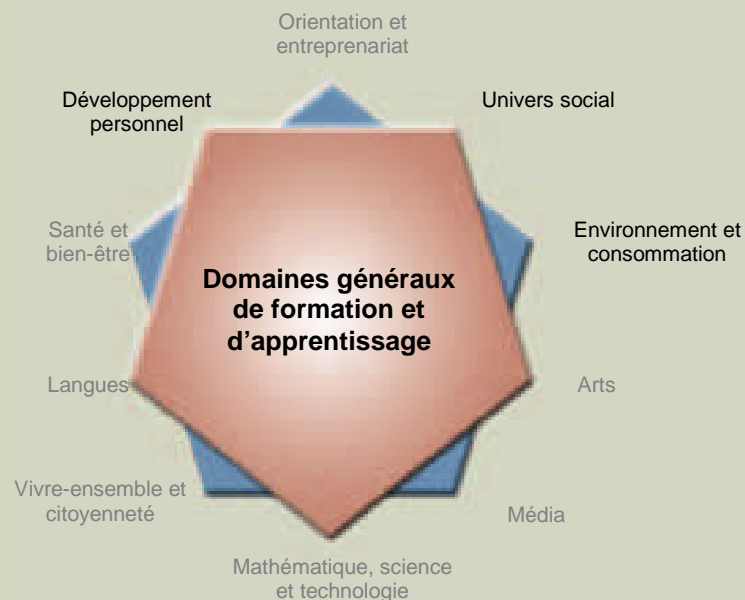 Orientation et
entreprenariat
Développement
personnel
Univers social
Santé et
bien-être
Environnement et
consommation
Domaines généraux
de formation et
d’apprentissage
Langues
Arts
Vivre-ensemble et
citoyenneté
Média
Mathématique, science
et technologie